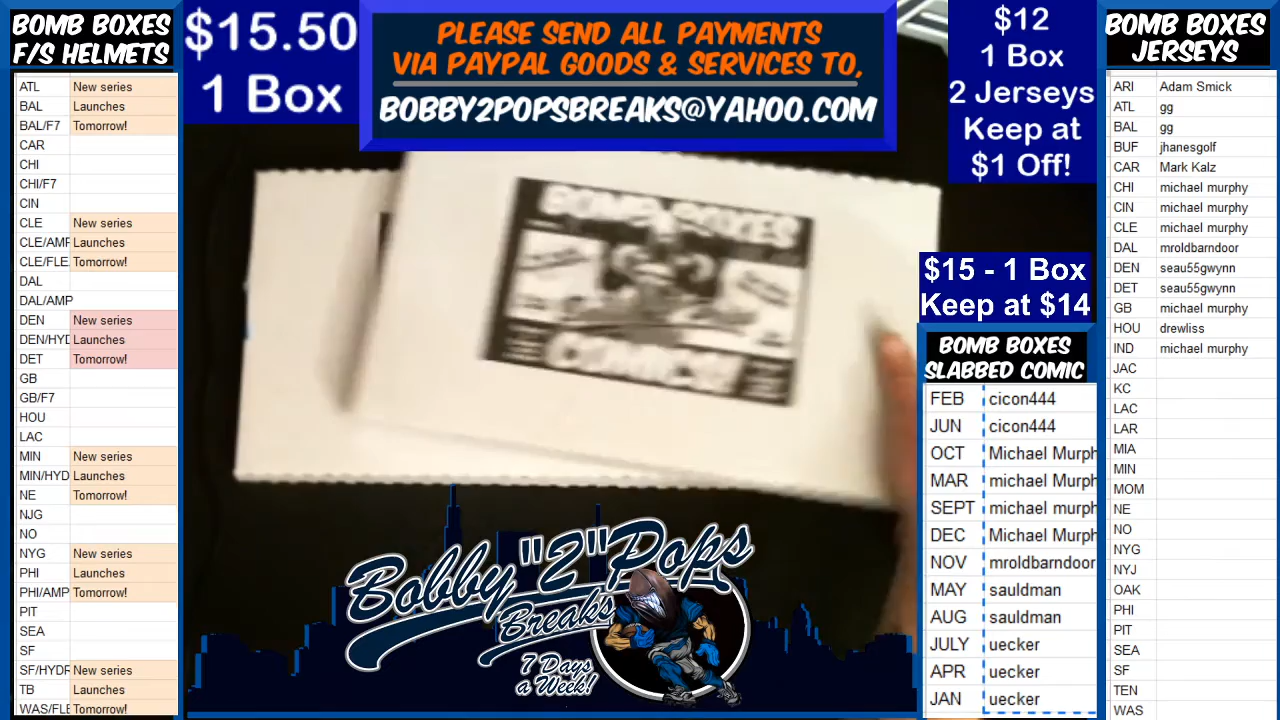 BOMB BOXES
F/S HELMETS
ATL New series
BAL Launches
BAL/F7 Tomorrow!
CAR
CHI
CHI/F7
CIN
CLE New series
CLE/AMP Launches
CLE/FLE Tomorrow!
DAL
DAL/AMP
DEN New series
DEN/HYD Launches
DET Tomorrow!
GB
GB/F7
HOU
LAC
MIN New series
MIN/HYD Launches
NE Tomorrow!
NJG
NO
NYG New series
PHI Launches
PHI/AMP Tomorrow!
PIT
SEA
SF
SF/HYDR New series
TB Launches
WAS/FLE Tomorrow!
$15.50
1 Box
PLEASE SEND ALL PAYMENTS
VIA PAYPAL GOODS & SERVICES TO,
BOBBY2POPSBREAKS@YAHOO.COM
BOMB BOXES
COMICS!
Bobby "2" Pops
Breaks
7 Days
a Week!
$12
1 Box
2 Jerseys
Keep at
$1 Off!
$15 - 1 Box
Keep at $14
BOMB BOXES
SLABBED COMIC
FEB cicon444
JUN cicon444
OCT Michael Murph
MAR michael Murph
SEPT michael murph
DEC Michael Murph
NOV mroldbarndoor
MAY sauldman
AUG sauldman
JULY uecker
APR uecker
JAN uecker
BOMB BOXES
JERSEYS
ARI Adam Smick
ATL gg
BAL gg
BUF jhanesgolf
CAR Mark Kalz
CHI michael murphy
CIN michael murphy
CLE michael murphy
DAL mroldbarndoor
DEN seau55gwynn
DET seau55gwynn
GB michael murphy
HOU drewliss
IND michael murphy
JAC
KC
LAC
LAR
MIA
MIN
MOM
NE
NO
NYG
NYJ
OAK
PHI
PIT
SEA
SF
TEN
WAS